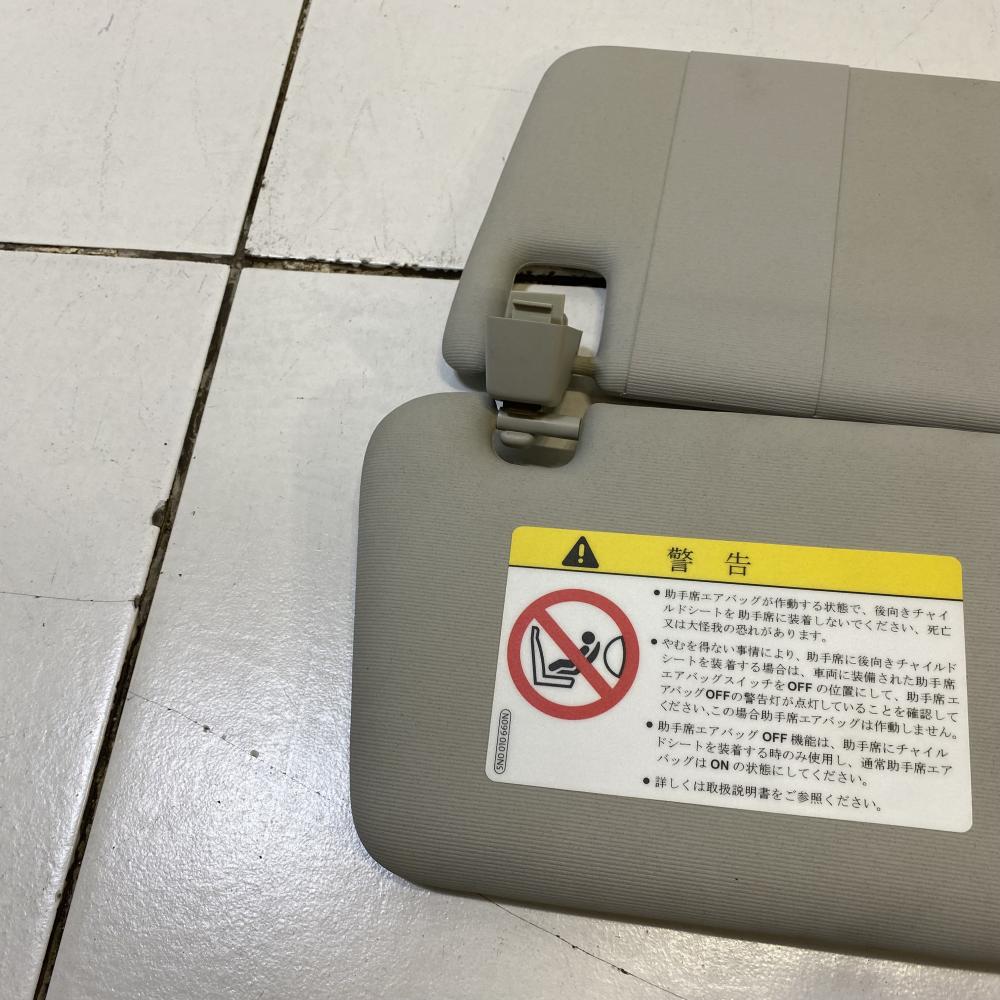 警告
● 助手席エアバッグが作動する状態で、後向きチャイ
ルドシートを助手席に装着しないでください、死亡
又は大怪我の恐れがあります。
● やむを得ない事情により、助手席に後向きチャイルド
シートを装着する場合は、車両に装備された助手席
エアバッグスイッチをOFF の位置にして、助手席エ
アバッグOFFの警告灯が点灯していることを確認して
ください、この場合助手席エアバッグは作動しません。
● 助手席エアバッグ OFF 機能は、助手席にチャイル
ドシートを装着する時のみ使用し、通常助手席エア
バッグは ON の状態にしてください。
● 詳しくは取扱説明書をご参照ください。
5N0 010 660N